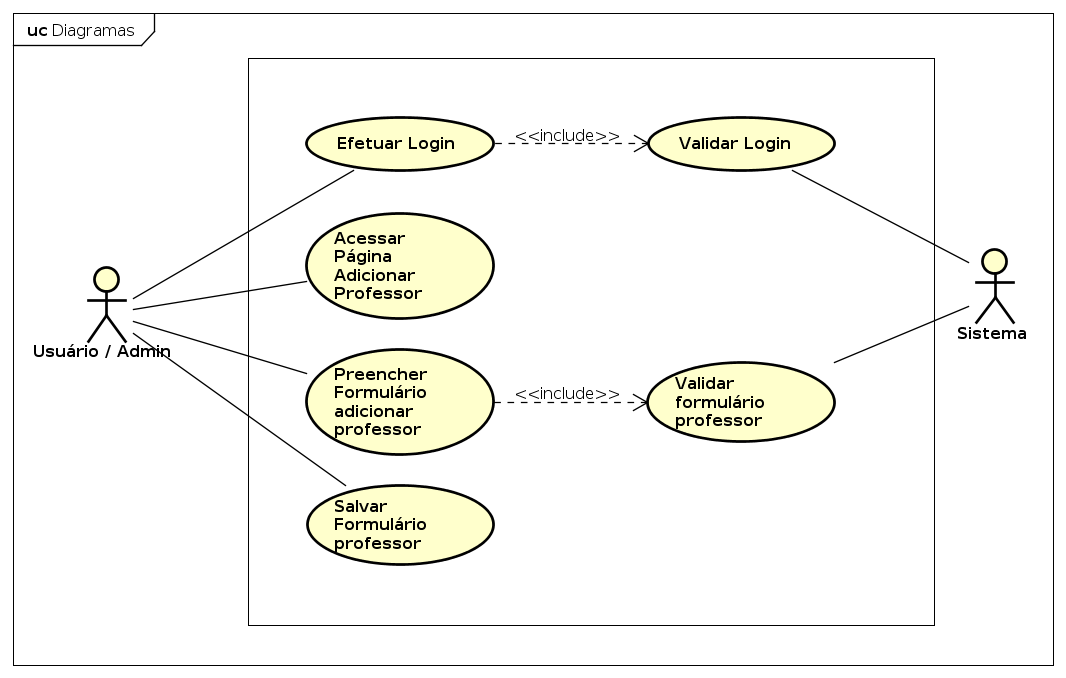 uc Diagramas
Efetuar Login
<<include>>
Validar Login
Acessar
Página
Adicionar
Professor
Usuário / Admin
Sistema
Preencher
Formulário
adicionar
professor
<<include>>
Validar
formulário
professor
Salvar
Formulário
professor